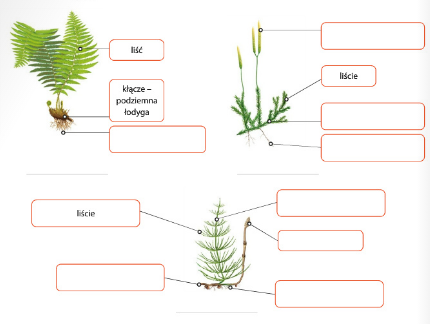 liść
kłącze –
podziemna
łodyga
liście
liście